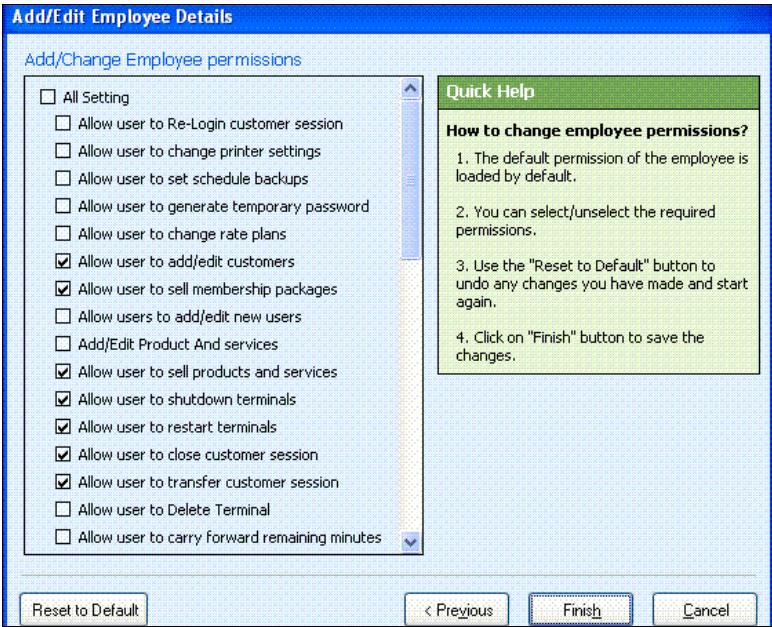 Add/Edit Employee Details
Add/Change Employee permissions
All Setting
Allow user to Re-Login customer session
Allow user to change printer settings
Allow user to set schedule backups
Allow user to generate temporary password
Allow user to change rate plans
Allow user to add/edit customers
Allow user to sell membership packages
Allow users to add/edit new users
Add/Edit Product And services
Allow user to sell products and services
Allow user to shutdown terminals
Allow user to restart terminals
Allow user to close customer session
Allow user to transfer customer session
Allow user to Delete Terminal
Allow user to carry forward remaining minutes
Quick Help
How to change employee permissions?
1. The default permission of the employee is
loaded by default.
2. You can select/unselect the required
permissions.
3. Use the "Reset to Default" button to
undo any changes you have made and start
again.
4. Click on "Finish" button to save the
changes.
Reset to Default
< Previous
Finish
Cancel